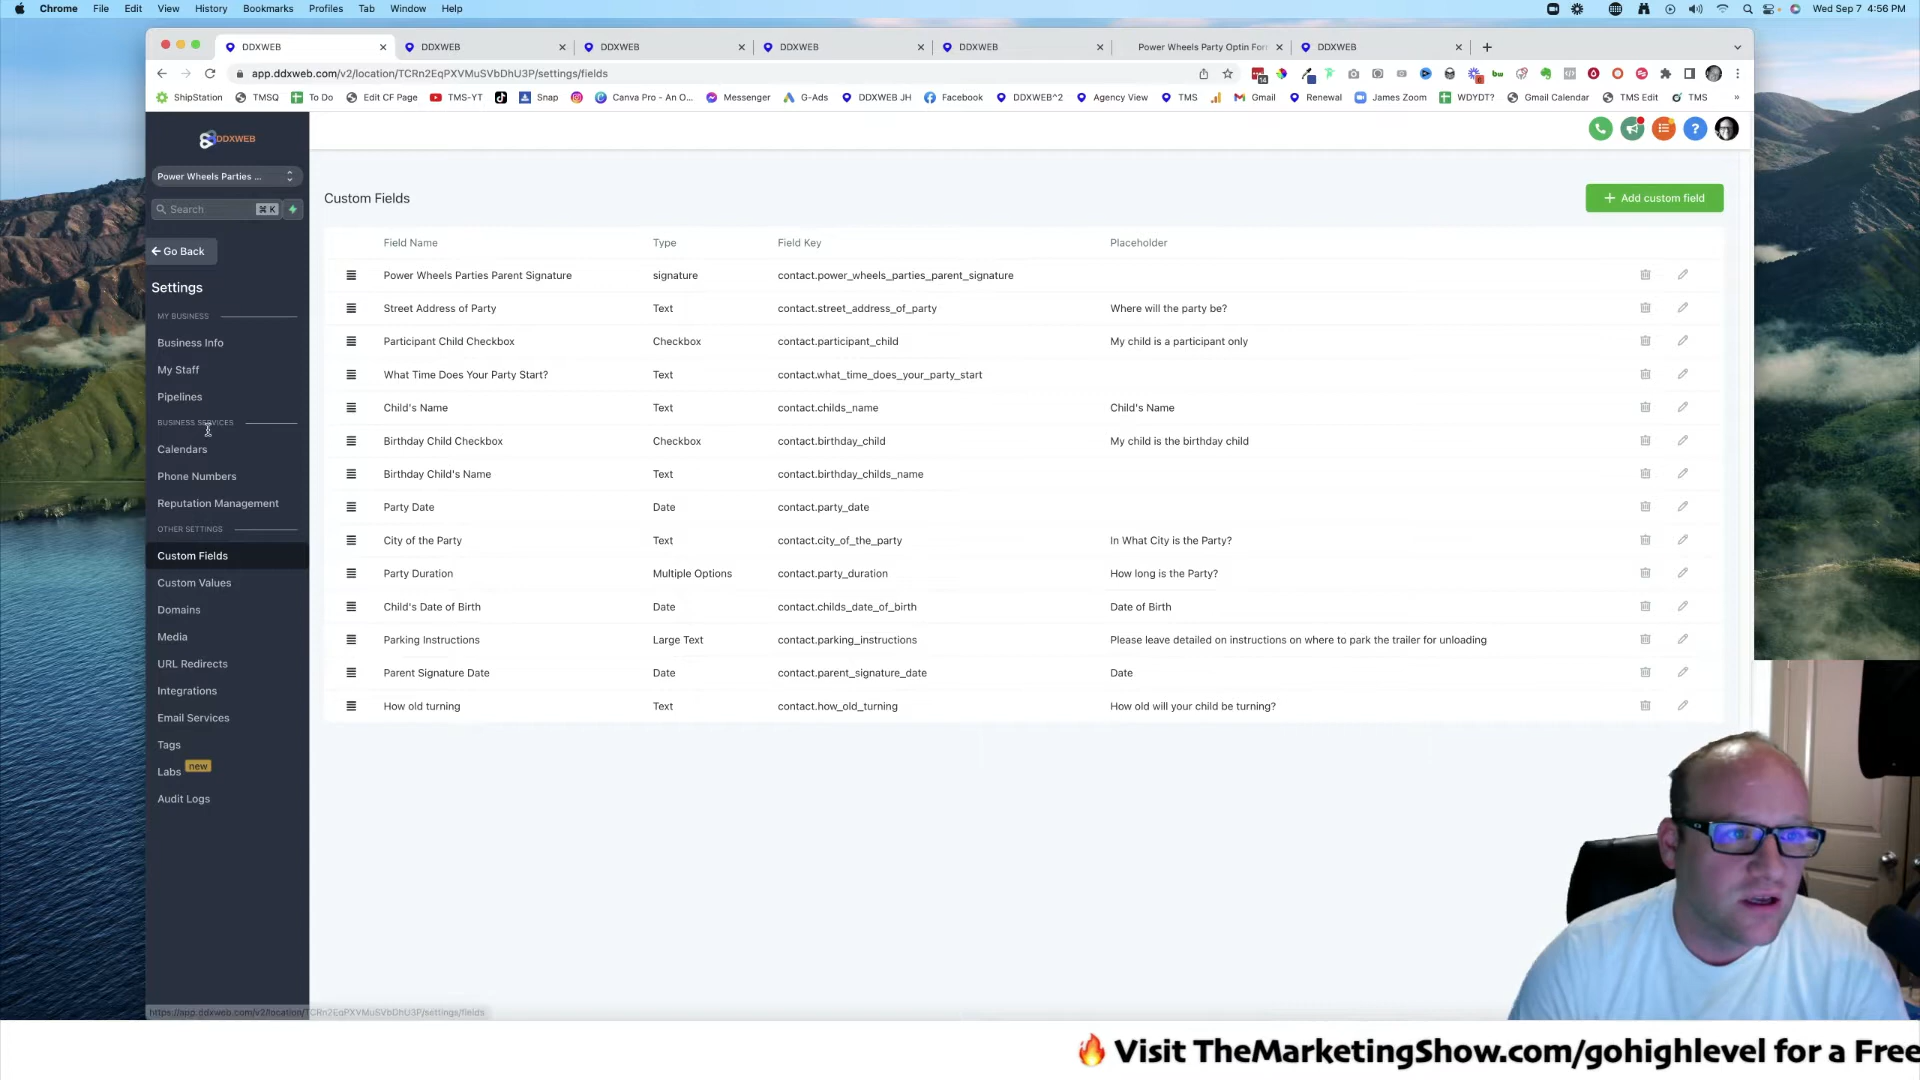 Chrome File Edit View History Bookmarks Profiles Tab Window Help
Wed Sep 7 4:56 PM
DDXWEB
DDXWEB
DDXWEB
DDXWEB
DDXWEB
Power Wheels Party Optin For
DDXWEB
app.ddxweb.com/v2/location/TCRn2EqPXVMuSVbDhU3P/settings/fields
ShipStation TMSQ To Do Edit CF Page TMS-YT Snap Canva Pro - An O... Messenger G-Ads DDXWEB JH Facebook DDXWEB^2 Agency View TMS Gmail Renewal James Zoom WDYDT? Gmail Calendar TMS Edit TMS »
DDXWEB
Power Wheels Parties ...
Search ⌘ K
Go Back
Settings
MY BUSINESS
Business Info
My Staff
Pipelines
BUSINESS SERVICES
Calendars
Phone Numbers
Reputation Management
OTHER SETTINGS
Custom Fields
Custom Values
Domains
Media
URL Redirects
Integrations
Email Services
Tags
Labs new
Audit Logs
Custom Fields
+ Add custom field
Field Name Type Field Key Placeholder
Power Wheels Parties Parent Signature signature contact.power_wheels_parties_parent_signature
Street Address of Party Text contact.street_address_of_party Where will the party be?
Participant Child Checkbox Checkbox contact.participant_child My child is a participant only
What Time Does Your Party Start? Text contact.what_time_does_your_party_start
Child's Name Text contact.childs_name Child's Name
Birthday Child Checkbox Checkbox contact.birthday_child My child is the birthday child
Birthday Child's Name Text contact.birthday_childs_name
Party Date Date contact.party_date
City of the Party Text contact.city_of_the_party In What City is the Party?
Party Duration Multiple Options contact.party_duration How long is the Party?
Child's Date of Birth Date contact.childs_date_of_birth Date of Birth
Parking Instructions Large Text contact.parking_instructions Please leave detailed on instructions on where to park the trailer for unloading
Parent Signature Date Date contact.parent_signature_date Date
How old turning Text contact.how_old_turning How old will your child be turning?
https://app.ddxweb.com/v2/location/TCRn2EqPXVMuSVbDhU3P/settings/fields
🔥 Visit TheMarketingShow.com/gohighlevel for a Free